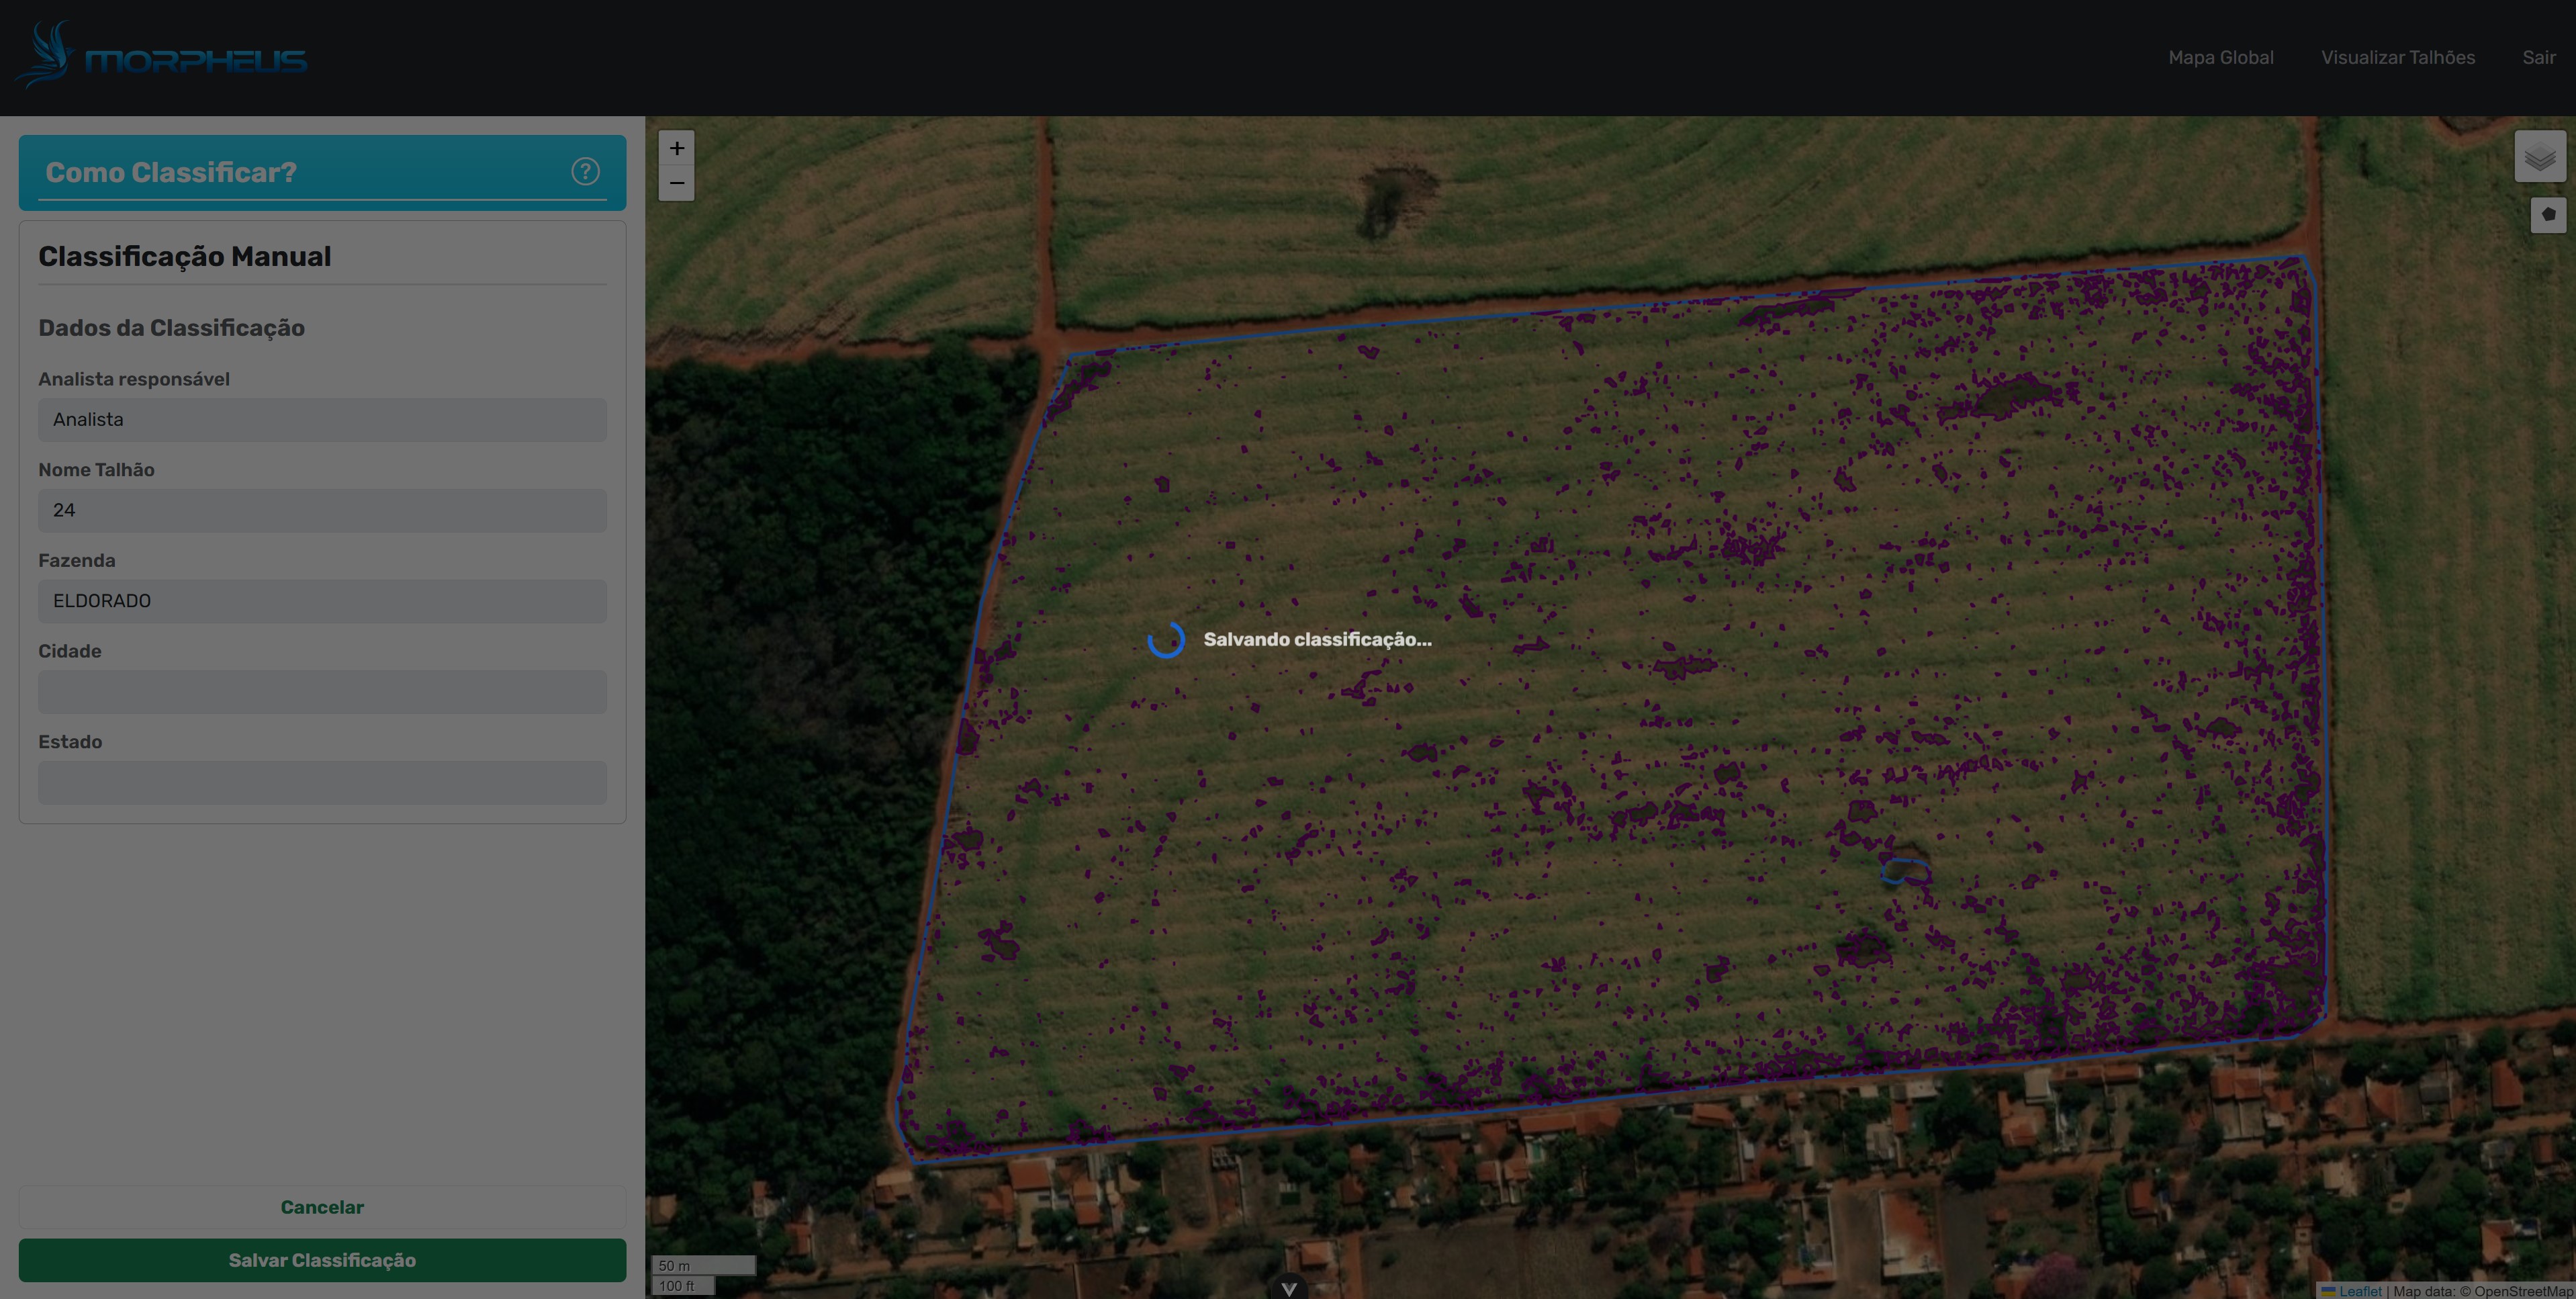 MORPHEUS
Mapa Global
Visualizar Talhões
Sair
Como Classificar?
?
Classificação Manual
Dados da Classificação
Analista responsável
Analista
Nome Talhão
24
Fazenda
ELDORADO
Cidade
Estado
Cancelar
Salvar Classificação
+
−
Salvando classificação...
50 m
100 ft
Leaflet | Map data: © OpenStreetMap